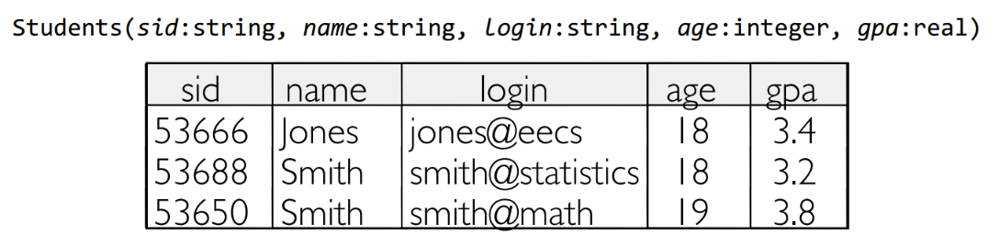 Students(sid:string, name:string, login:string, age:integer, gpa:real)
sid name login age gpa
53666 Jones jones@eecs 18 3.4
53688 Smith smith@statistics 18 3.2
53650 Smith smith@math 19 3.8